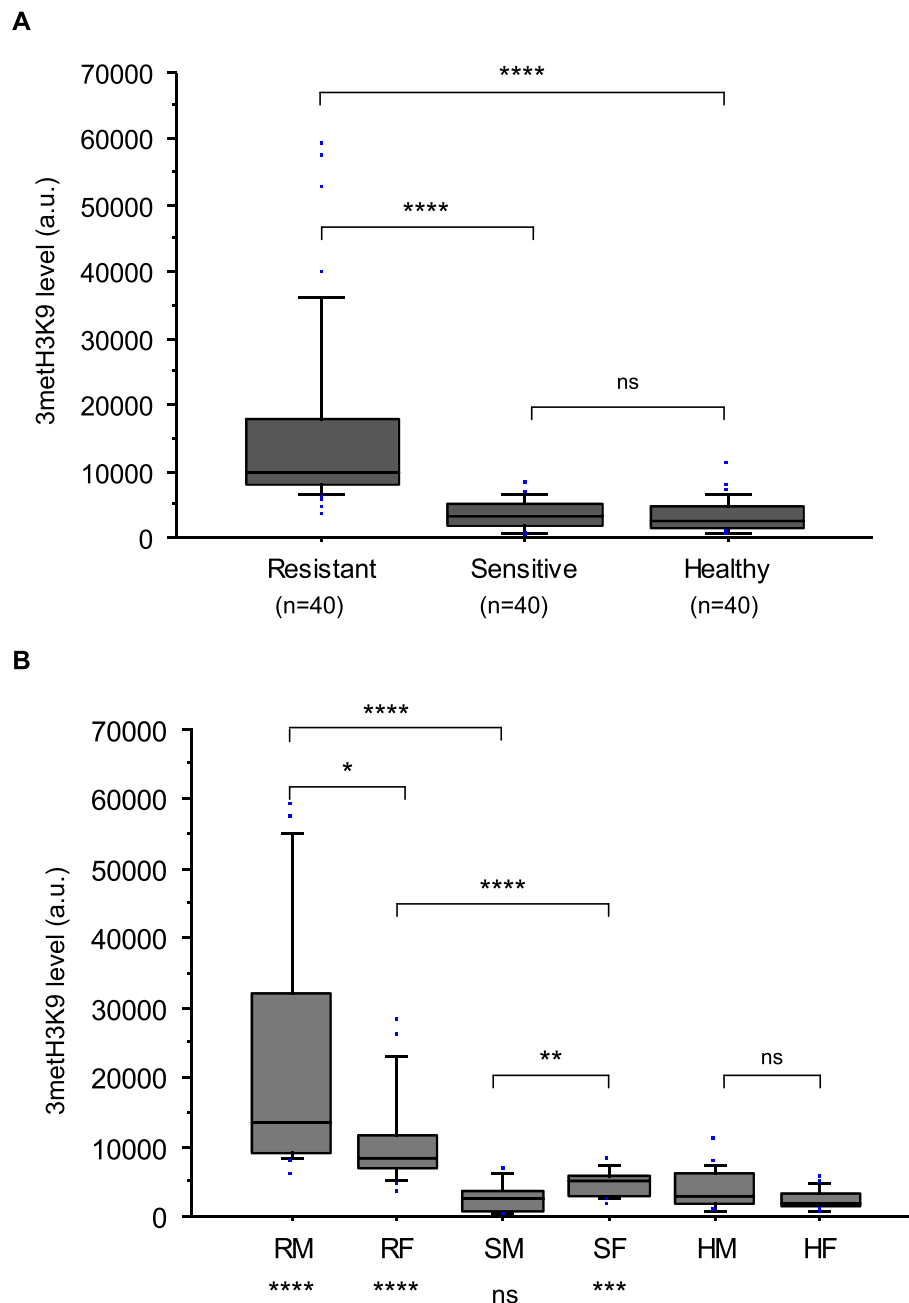 A
70000
60000
50000
40000
30000
20000
10000
0
3metH3K9 level (a.u.)
****
****
ns
Resistant Sensitive Healthy
(n=40) (n=40) (n=40)
B
70000
60000
50000
40000
30000
20000
10000
0
3metH3K9 level (a.u.)
****
*
****
**
ns
RM RF SM SF HM HF
**** **** ns ***